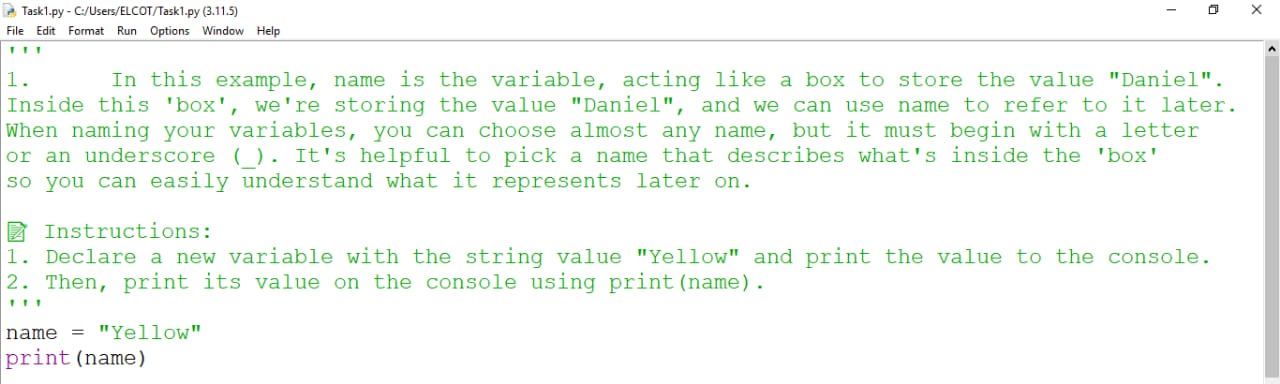 Task1.py - C:/Users/ELCOT/Task1.py (3.11.5)
File Edit Format Run Options Window Help
'''
1. In this example, name is the variable, acting like a box to store the value "Daniel".
Inside this 'box', we're storing the value "Daniel", and we can use name to refer to it later.
When naming your variables, you can choose almost any name, but it must begin with a letter
or an underscore (_). It's helpful to pick a name that describes what's inside the 'box'
so you can easily understand what it represents later on.
📝 Instructions:
1. Declare a new variable with the string value "Yellow" and print the value to the console.
2. Then, print its value on the console using print(name).
'''
name = "Yellow"
print(name)